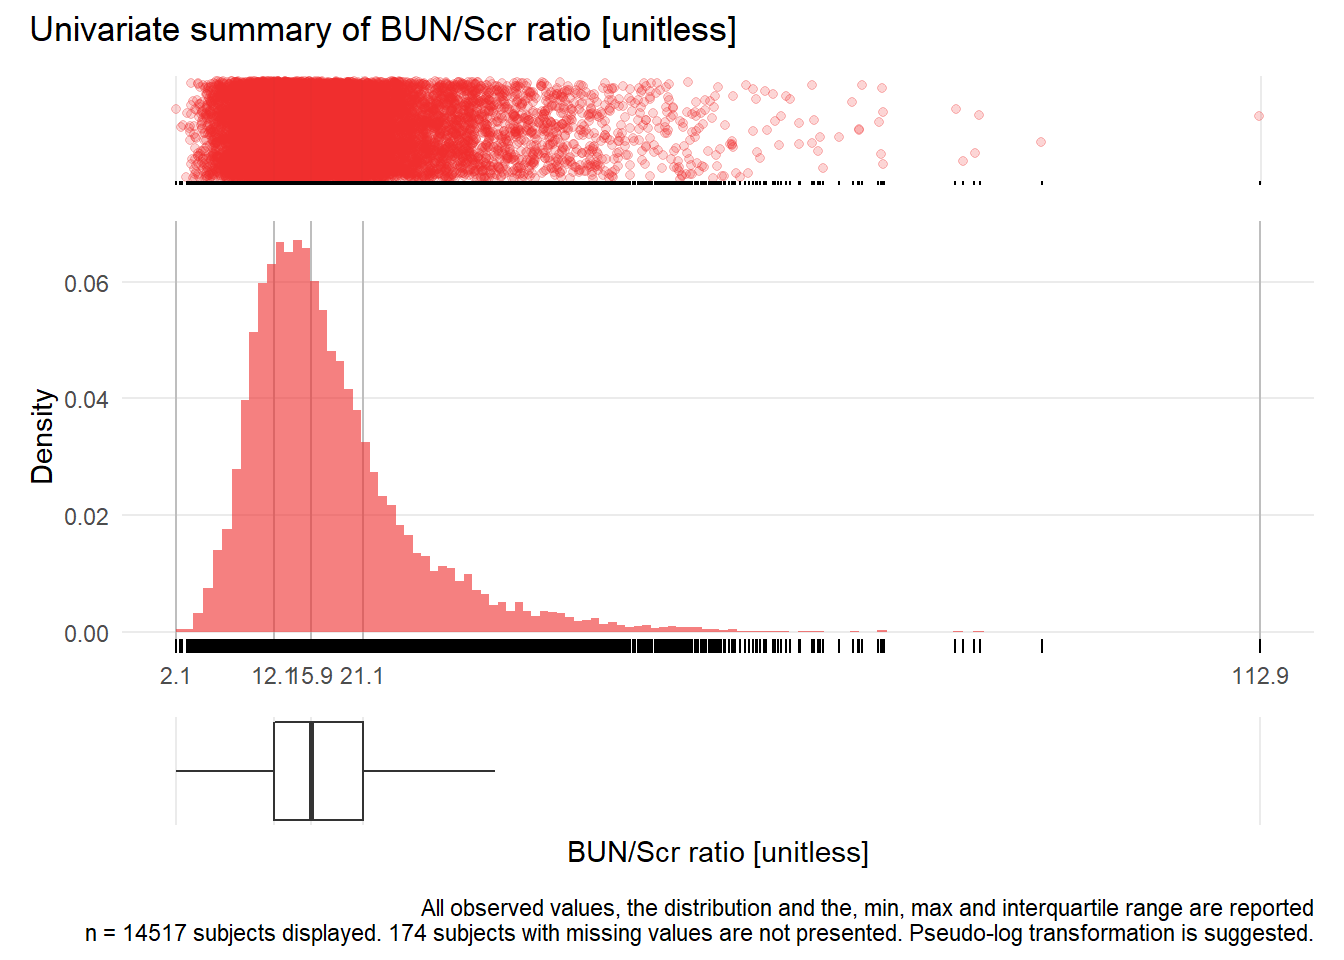 Univariate summary of BUN/Scr ratio [unitless]
0.06
0.04
0.02
0.00
Density
2.1 12.1 15.9 21.1 112.9
BUN/Scr ratio [unitless]
All observed values, the distribution and the, min, max and interquartile range are reported
n = 14517 subjects displayed. 174 subjects with missing values are not presented. Pseudo-log transformation is suggested.